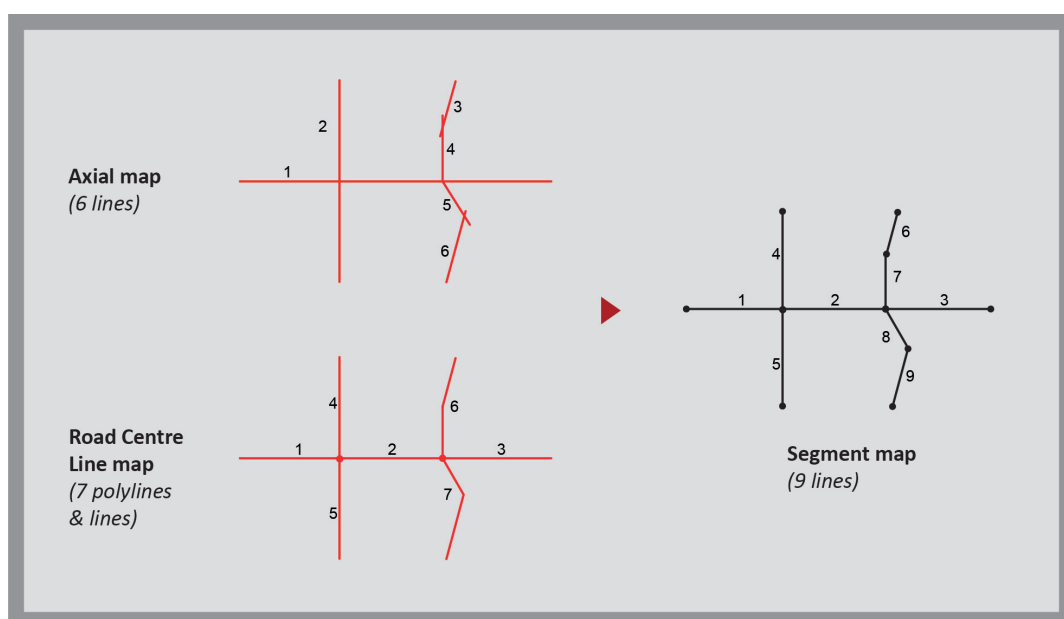 Axial map
(6 lines)
1
2
3
4
5
6
Road Centre
Line map
(7 polylines
& lines)
1
2
3
4
5
6
7
Segment map
(9 lines)
1
2
3
4
5
6
7
8
9